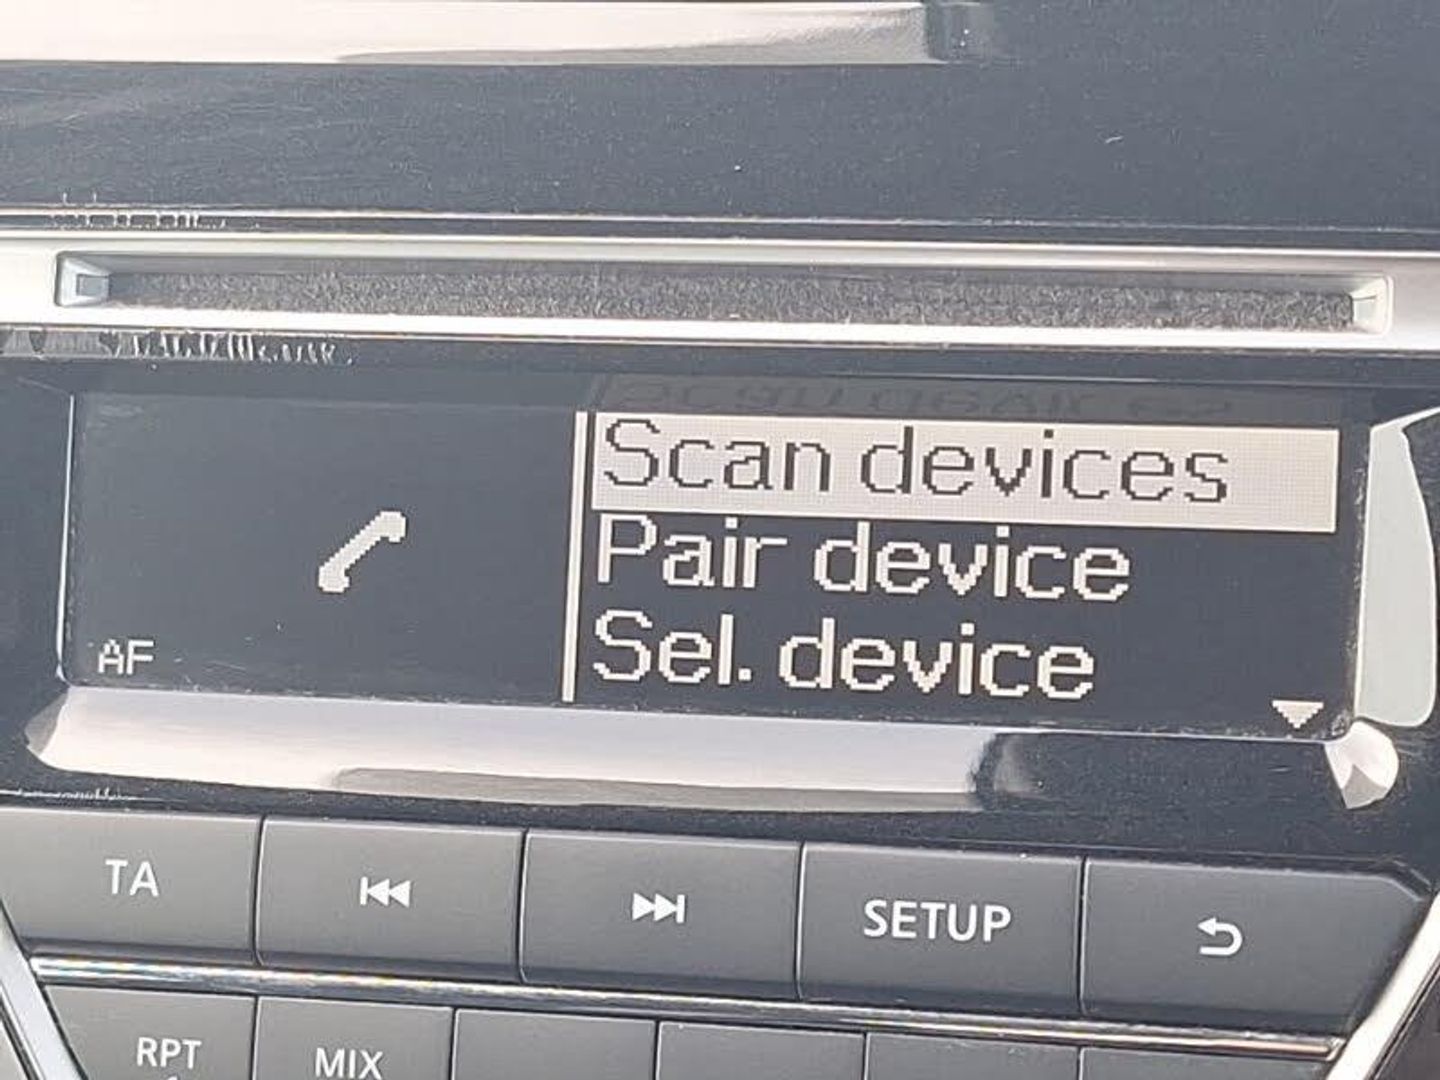 Scan devices
Pair device
Sel. device
AF
TA
SETUP
RPT
MIX